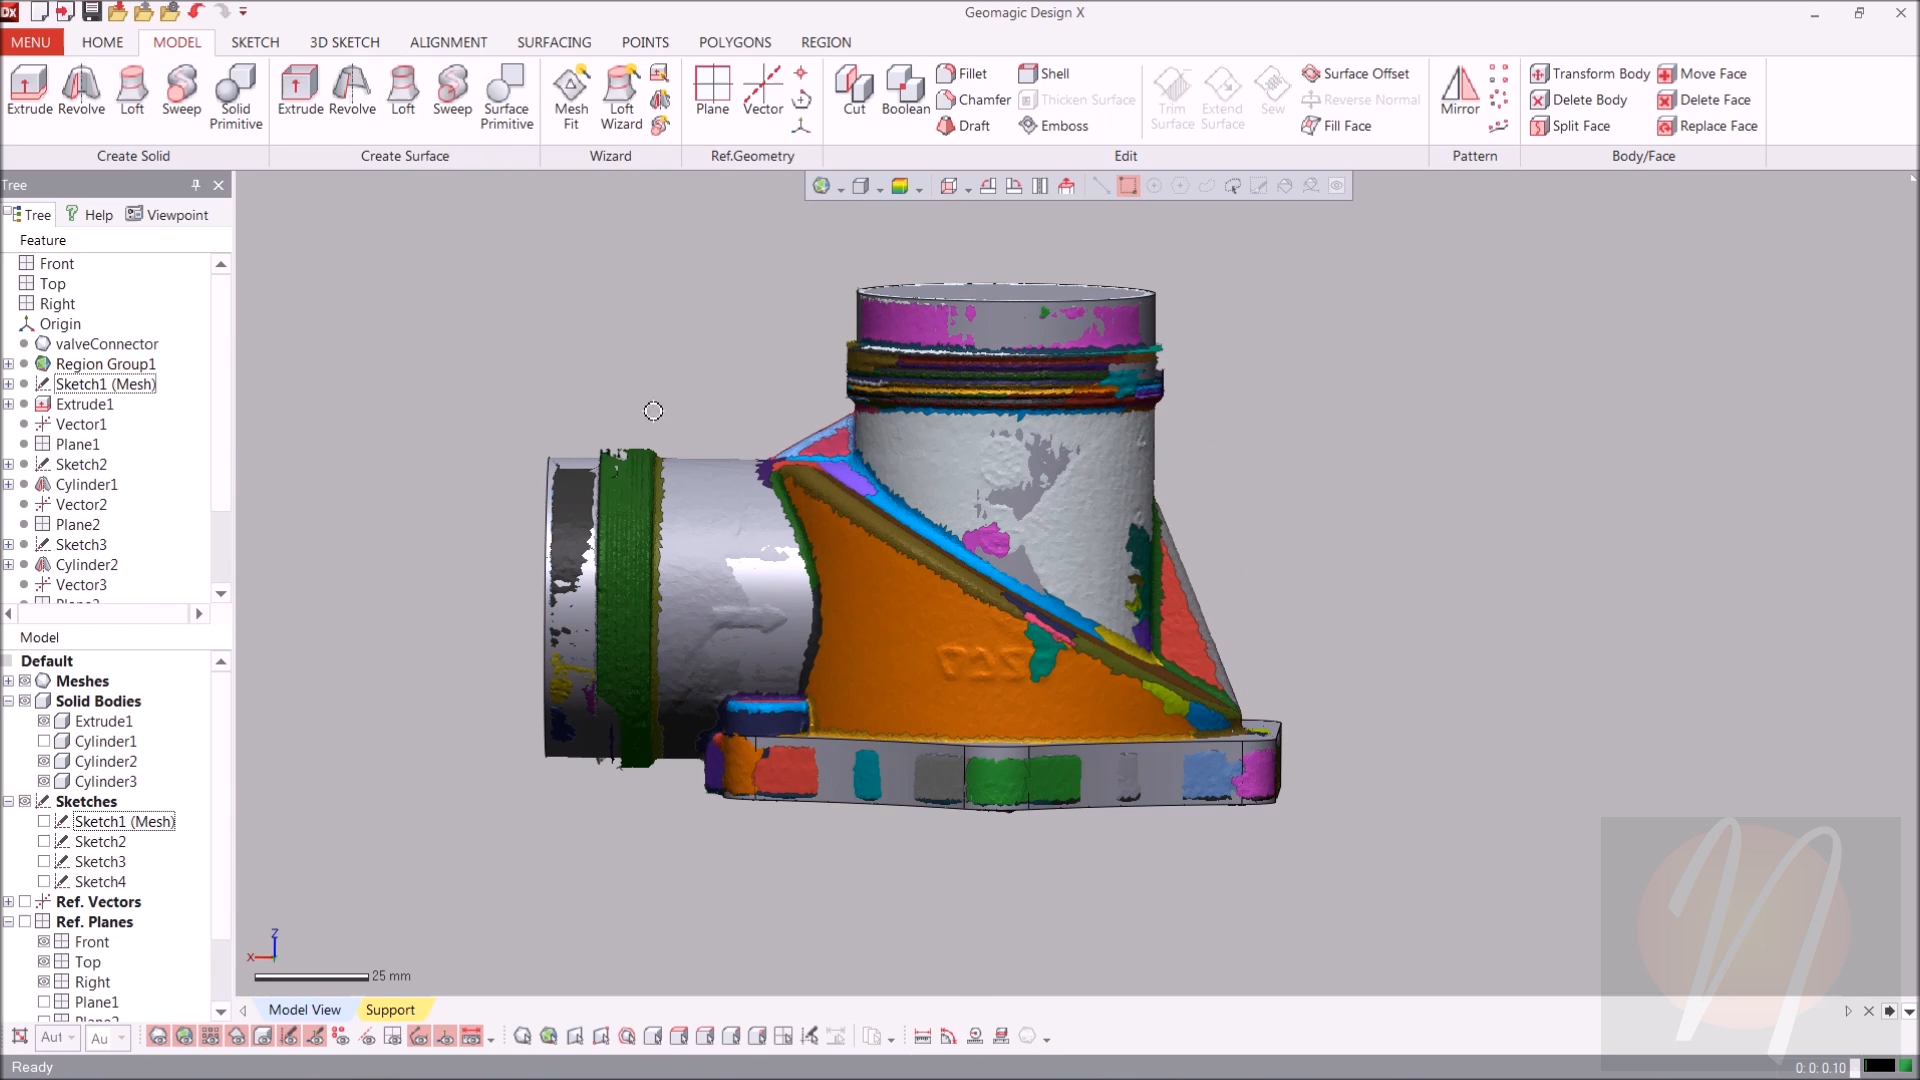 Dx
Geomagic Design X
MENU HOME MODEL SKETCH 3D SKETCH ALIGNMENT SURFACING POINTS POLYGONS REGION
Extrude Revolve Loft Sweep Solid Primitive
Create Solid
Extrude Revolve Loft Sweep Surface Primitive
Create Surface
Mesh Fit Loft Wizard
Wizard
Plane Vector
Ref.Geometry
Cut Boolean
Fillet
Chamfer
Draft
Shell
Thicken Surface
Emboss
Trim Surface Extend Surface Sew
Surface Offset
Reverse Normal
Fill Face
Edit
Mirror
Pattern
Transform Body Move Face
Delete Body Delete Face
Split Face Replace Face
Body/Face
Tree
Tree Help Viewpoint
Feature
Front
Top
Right
Origin
valveConnector
Region Group1
Sketch1 (Mesh)
Extrude1
Vector1
Plane1
Sketch2
Cylinder1
Vector2
Plane2
Sketch3
Cylinder2
Vector3
Model
Default
Meshes
Solid Bodies
Extrude1
Cylinder1
Cylinder2
Cylinder3
Sketches
Sketch1 (Mesh)
Sketch2
Sketch3
Sketch4
Ref. Vectors
Ref. Planes
Front
Top
Right
Plane1
Z
X
25 mm
Model View Support
Aut Au
Ready
0: 0: 0.10